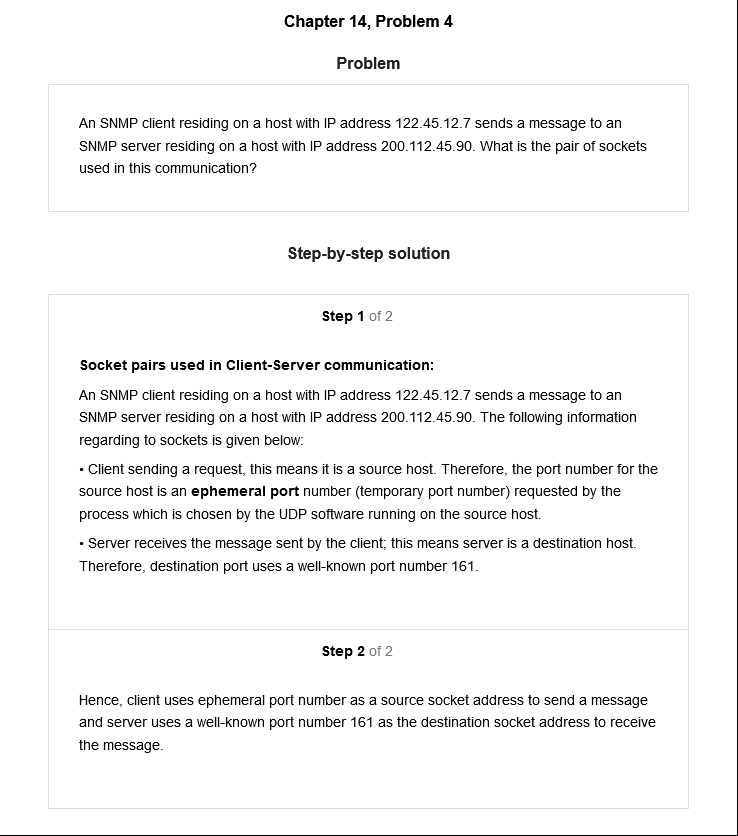 Chapter 14, Problem 4
Problem
An SNMP client residing on a host with IP address 122.45.12.7 sends a message to an
SNMP server residing on a host with IP address 200.112.45.90. What is the pair of sockets
used in this communication?
Step-by-step solution
Step 1 of 2
Socket pairs used in Client-Server communication:
An SNMP client residing on a host with IP address 122.45.12.7 sends a message to an
SNMP server residing on a host with IP address 200.112.45.90. The following information
regarding to sockets is given below:
• Client sending a request, this means it is a source host. Therefore, the port number for the
source host is an ephemeral port number (temporary port number) requested by the
process which is chosen by the UDP software running on the source host.
• Server receives the message sent by the client; this means server is a destination host.
Therefore, destination port uses a well-known port number 161.
Step 2 of 2
Hence, client uses ephemeral port number as a source socket address to send a message
and server uses a well-known port number 161 as the destination socket address to receive
the message.